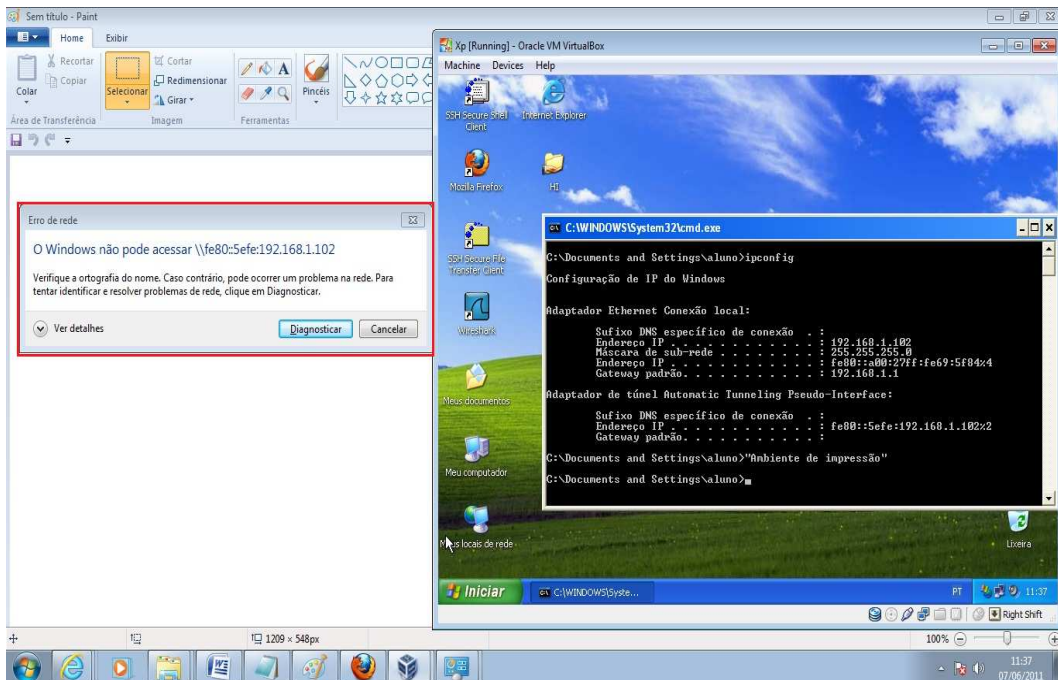 Sem título - Paint
Home Exibir
Colar
Recortar
Copiar
Área de Transferência
Selecionar
Cortar
Redimensionar
Girar
Imagem
A
Ferramentas
Pincéis
Erro de rede
O Windows não pode acessar \\fe80::5efe:192.168.1.102
Verifique a ortografia do nome. Caso contrário, pode ocorrer um problema na rede. Para
tentar identificar e resolver problemas de rede, clique em Diagnosticar.
Ver detalhes
Diagnosticar
Cancelar
Xp [Running] - Oracle VM VirtualBox
Machine Devices Help
SSH Secure Shell
Client
Internet Explorer
Mozilla Firefox
HI
SSH Secure File
Transfer Client
Wireshark
Meus documentos
Meu computador
Meus locais de rede
Lixeira
C:\WINDOWS\System32\cmd.exe
C:\Documents and Settings\aluno>ipconfig
Configuração de IP do Windows
Adaptador Ethernet Conexão local:
Sufixo DNS específico de conexão . :
Endereço IP . . . . . . . . . . . . : 192.168.1.102
Máscara de sub-rede . . . . . . . . : 255.255.255.0
Endereço IP . . . . . . . . . . . . : fe80::a00:27ff:fe69:5f84%4
Gateway padrão. . . . . . . . . . . : 192.168.1.1
Adaptador de túnel Automatic Tunneling Pseudo-Interface:
Sufixo DNS específico de conexão . :
Endereço IP . . . . . . . . . . . . : fe80::5efe:192.168.1.102%2
Gateway padrão. . . . . . . . . . . :
C:\Documents and Settings\aluno>"Ambiente de impressão"
C:\Documents and Settings\aluno>
Iniciar
C:\WINDOWS\Syste...
PT
11:37
Right Shift
1209 × 548px
100%
11:37
07/06/2011